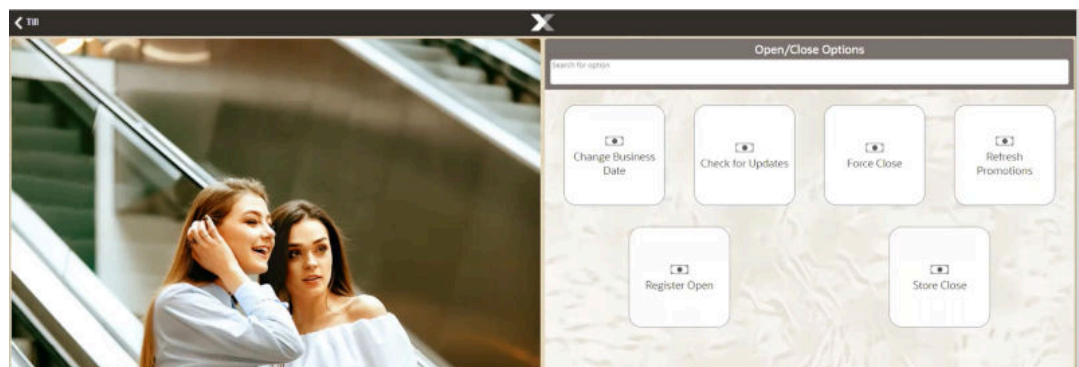 Till
Open/Close Options
Search for option
Change Business
Date
Check for Updates
Force Close
Refresh
Promotions
Register Open
Store Close